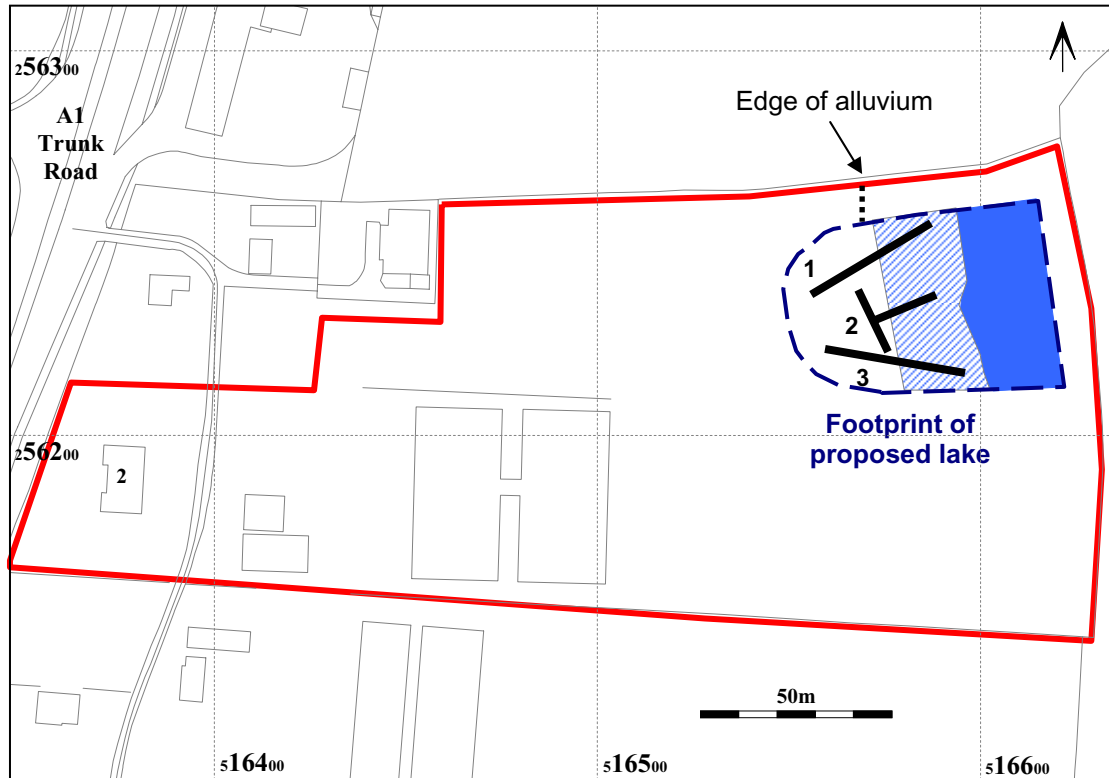 256300
A1
Trunk
Road
Edge of alluvium
1
2
3
Footprint of
proposed lake
256200
2
50m
516400
516500
516600